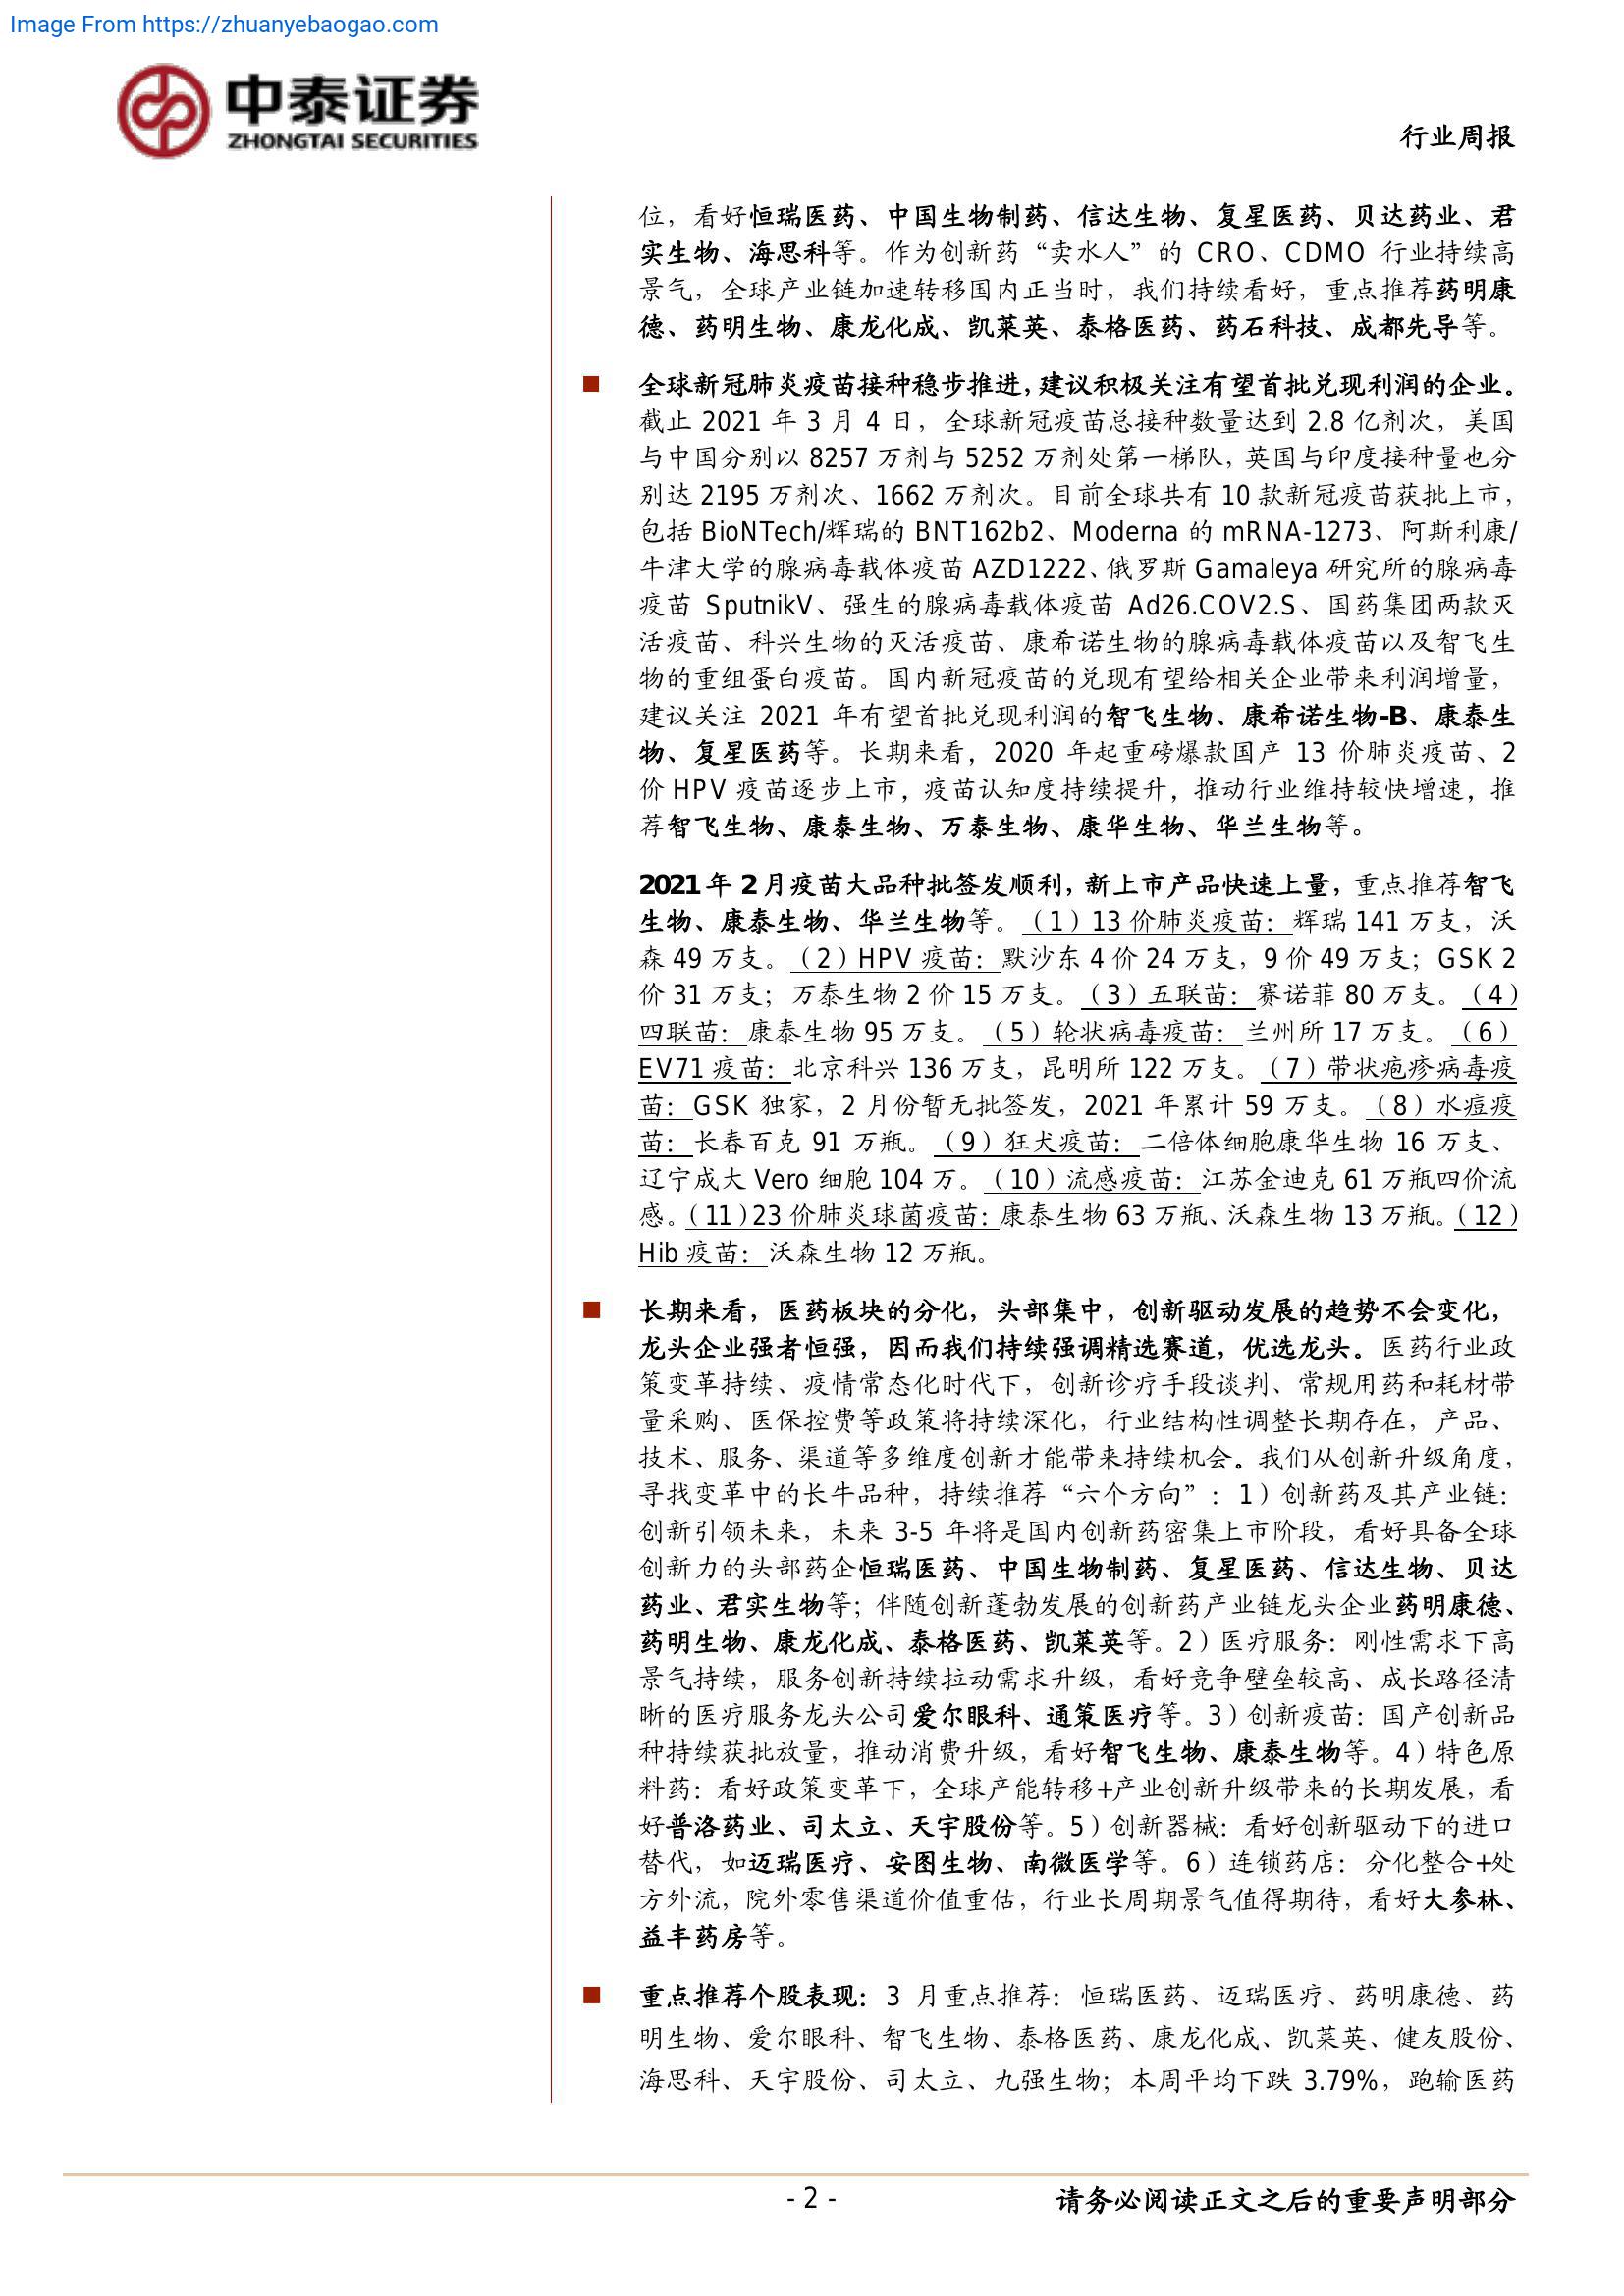 Image From https://zhuanyebaogao.com
中泰证券
ZHONGTAI SECURITIES
行业周报
位，看好恒瑞医药、中国生物制药、信达生物、复星医药、贝达药业、君
实生物、海思科等。作为创新药“卖水人”的 CRO、CDMO 行业持续高
景气，全球产业链加速转移国内正当时，我们持续看好，重点推荐药明康
德、药明生物、康龙化成、凯莱英、泰格医药、药石科技、成都先导等。
■ 全球新冠肺炎疫苗接种稳步推进，建议积极关注有望首批兑现利润的企业。
截止 2021 年 3 月 4 日，全球新冠疫苗总接种数量达到 2.8 亿剂次，美国
与中国分别以 8257 万剂与 5252 万剂处第一梯队，英国与印度接种量也分
别达 2195 万剂次、1662 万剂次。目前全球共有 10 款新冠疫苗获批上市，
包括 BioNTech/辉瑞的 BNT162b2、Moderna 的 mRNA-1273、阿斯利康/
牛津大学的腺病毒载体疫苗 AZD1222、俄罗斯 Gamaleya 研究所的腺病毒
疫苗 SputnikV、强生的腺病毒载体疫苗 Ad26.COV2.S、国药集团两款灭
活疫苗、科兴生物的灭活疫苗、康希诺生物的腺病毒载体疫苗以及智飞生
物的重组蛋白疫苗。国内新冠疫苗的兑现有望给相关企业带来利润增量，
建议关注 2021 年有望首批兑现利润的智飞生物、康希诺生物-B、康泰生
物、复星医药等。长期来看，2020 年起重磅爆款国产 13 价肺炎疫苗、2
价 HPV 疫苗逐步上市，疫苗认知度持续提升，推动行业维持较快增速，推
荐智飞生物、康泰生物、万泰生物、康华生物、华兰生物等。
2021 年 2 月疫苗大品种批签发顺利，新上市产品快速上量，重点推荐智飞
生物、康泰生物、华兰生物等。（1）13 价肺炎疫苗：辉瑞 141 万支，沃
森 49 万支。（2）HPV 疫苗：默沙东 4 价 24 万支，9 价 49 万支；GSK 2
价 31 万支；万泰生物 2 价 15 万支。（3）五联苗：赛诺菲 80 万支。（4）
四联苗：康泰生物 95 万支。（5）轮状病毒疫苗：兰州所 17 万支。（6）
EV71 疫苗：北京科兴 136 万支，昆明所 122 万支。（7）带状疱疹病毒疫
苗：GSK 独家，2 月份暂无批签发，2021 年累计 59 万支。（8）水痘疫
苗：长春百克 91 万瓶。（9）狂犬疫苗：二倍体细胞康华生物 16 万支、
辽宁成大 Vero 细胞 104 万。（10）流感疫苗：江苏金迪克 61 万瓶四价流
感。（11）23 价肺炎球菌疫苗：康泰生物 63 万瓶、沃森生物 13 万瓶。（12）
Hib 疫苗：沃森生物 12 万瓶。
■ 长期来看，医药板块的分化，头部集中，创新驱动发展的趋势不会变化，
龙头企业强者恒强，因而我们持续强调精选赛道，优选龙头。医药行业政
策变革持续、疫情常态化时代下，创新诊疗手段谈判、常规用药和耗材带
量采购、医保控费等政策将持续深化，行业结构性调整长期存在，产品、
技术、服务、渠道等多维度创新才能带来持续机会。我们从创新升级角度，
寻找变革中的长牛品种，持续推荐“六个方向”：1）创新药及其产业链：
创新引领未来，未来 3-5 年将是国内创新药密集上市阶段，看好具备全球
创新力的头部药企恒瑞医药、中国生物制药、复星医药、信达生物、贝达
药业、君实生物等；伴随创新蓬勃发展的创新药产业链龙头企业药明康德、
药明生物、康龙化成、泰格医药、凯莱英等。2）医疗服务：刚性需求下高
景气持续，服务创新持续拉动需求升级，看好竞争壁垒较高、成长路径清
晰的医疗服务龙头公司爱尔眼科、通策医疗等。3）创新疫苗：国产创新品
种持续获批放量，推动消费升级，看好智飞生物、康泰生物等。4）特色原
料药：看好政策变革下，全球产能转移+产业创新升级带来的长期发展，看
好普洛药业、司太立、天宇股份等。5）创新器械：看好创新驱动下的进口
替代，如迈瑞医疗、安图生物、南微医学等。6）连锁药店：分化整合+处
方外流，院外零售渠道价值重估，行业长周期景气值得期待，看好大参林、
益丰药房等。
■ 重点推荐个股表现：3 月重点推荐：恒瑞医药、迈瑞医疗、药明康德、药
明生物、爱尔眼科、智飞生物、泰格医药、康龙化成、凯莱英、健友股份、
海思科、天宇股份、司太立、九强生物；本周平均下跌 3.79%，跑输医药
- 2 -
请务必阅读正文之后的重要声明部分